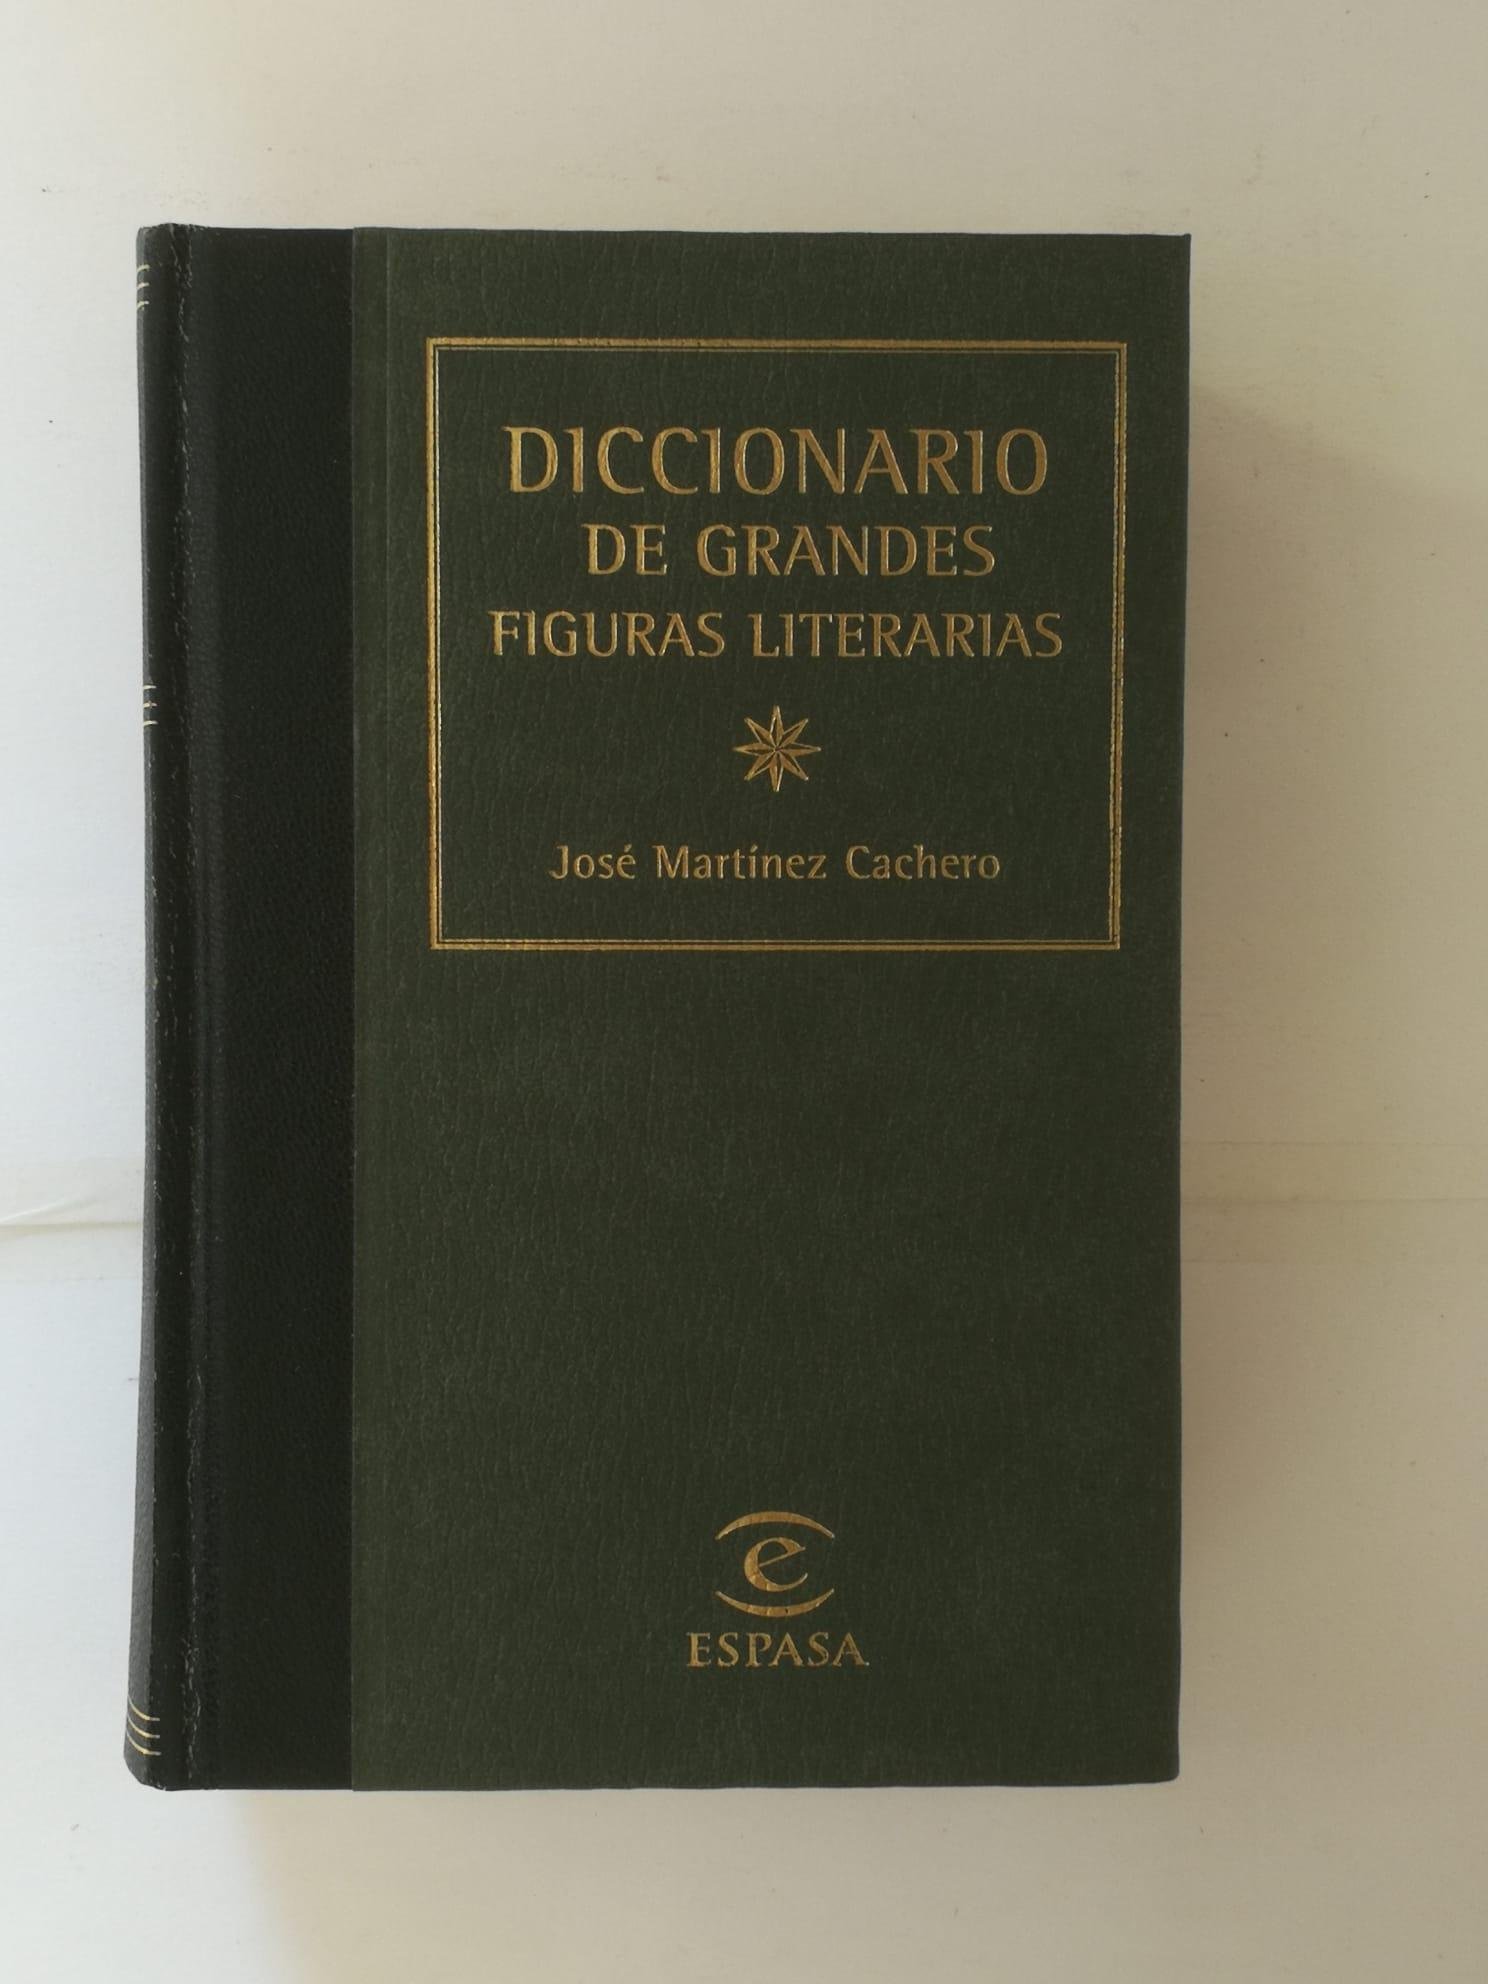 DICCIONARIO
DE GRANDES
FIGURAS LITERARIAS
José Martínez Cachero
e
ESPASA